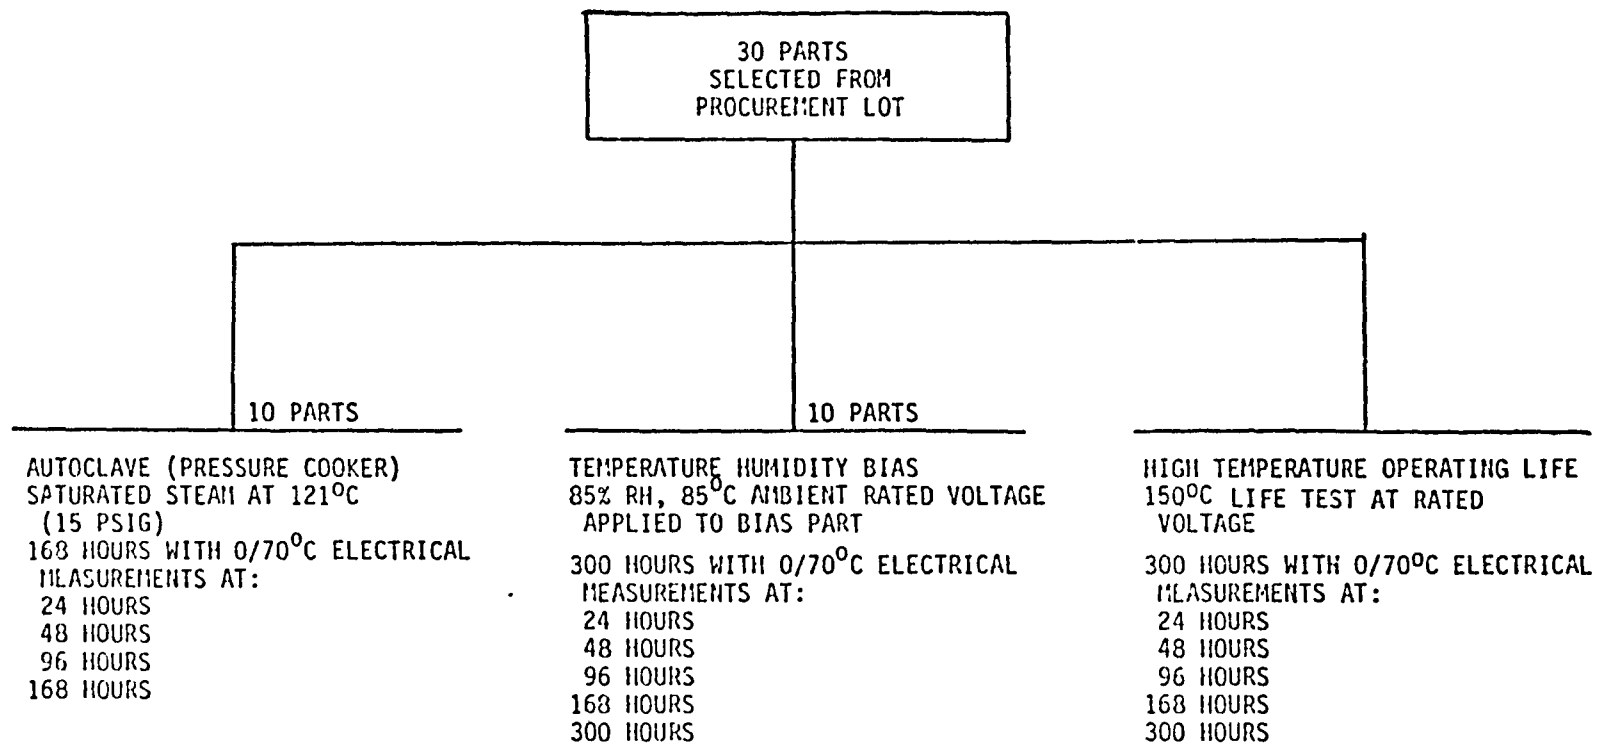 30 PARTS
SELECTED FROM
PROCUREMENT LOT
10 PARTS
AUTOCLAVE (PRESSURE COOKER)
SATURATED STEAM AT 121°C
(15 PSIG)
168 HOURS WITH 0/70°C ELECTRICAL
MEASUREMENTS AT:
24 HOURS
48 HOURS
96 HOURS
168 HOURS
10 PARTS
TEMPERATURE HUMIDITY BIAS
85% RH, 85°C AMBIENT RATED VOLTAGE
APPLIED TO BIAS PART
300 HOURS WITH 0/70°C ELECTRICAL
MEASUREMENTS AT:
24 HOURS
48 HOURS
96 HOURS
168 HOURS
300 HOURS
HIGH TEMPERATURE OPERATING LIFE
150°C LIFE TEST AT RATED
VOLTAGE
300 HOURS WITH 0/70°C ELECTRICAL
MEASUREMENTS AT:
24 HOURS
48 HOURS
96 HOURS
168 HOURS
300 HOURS